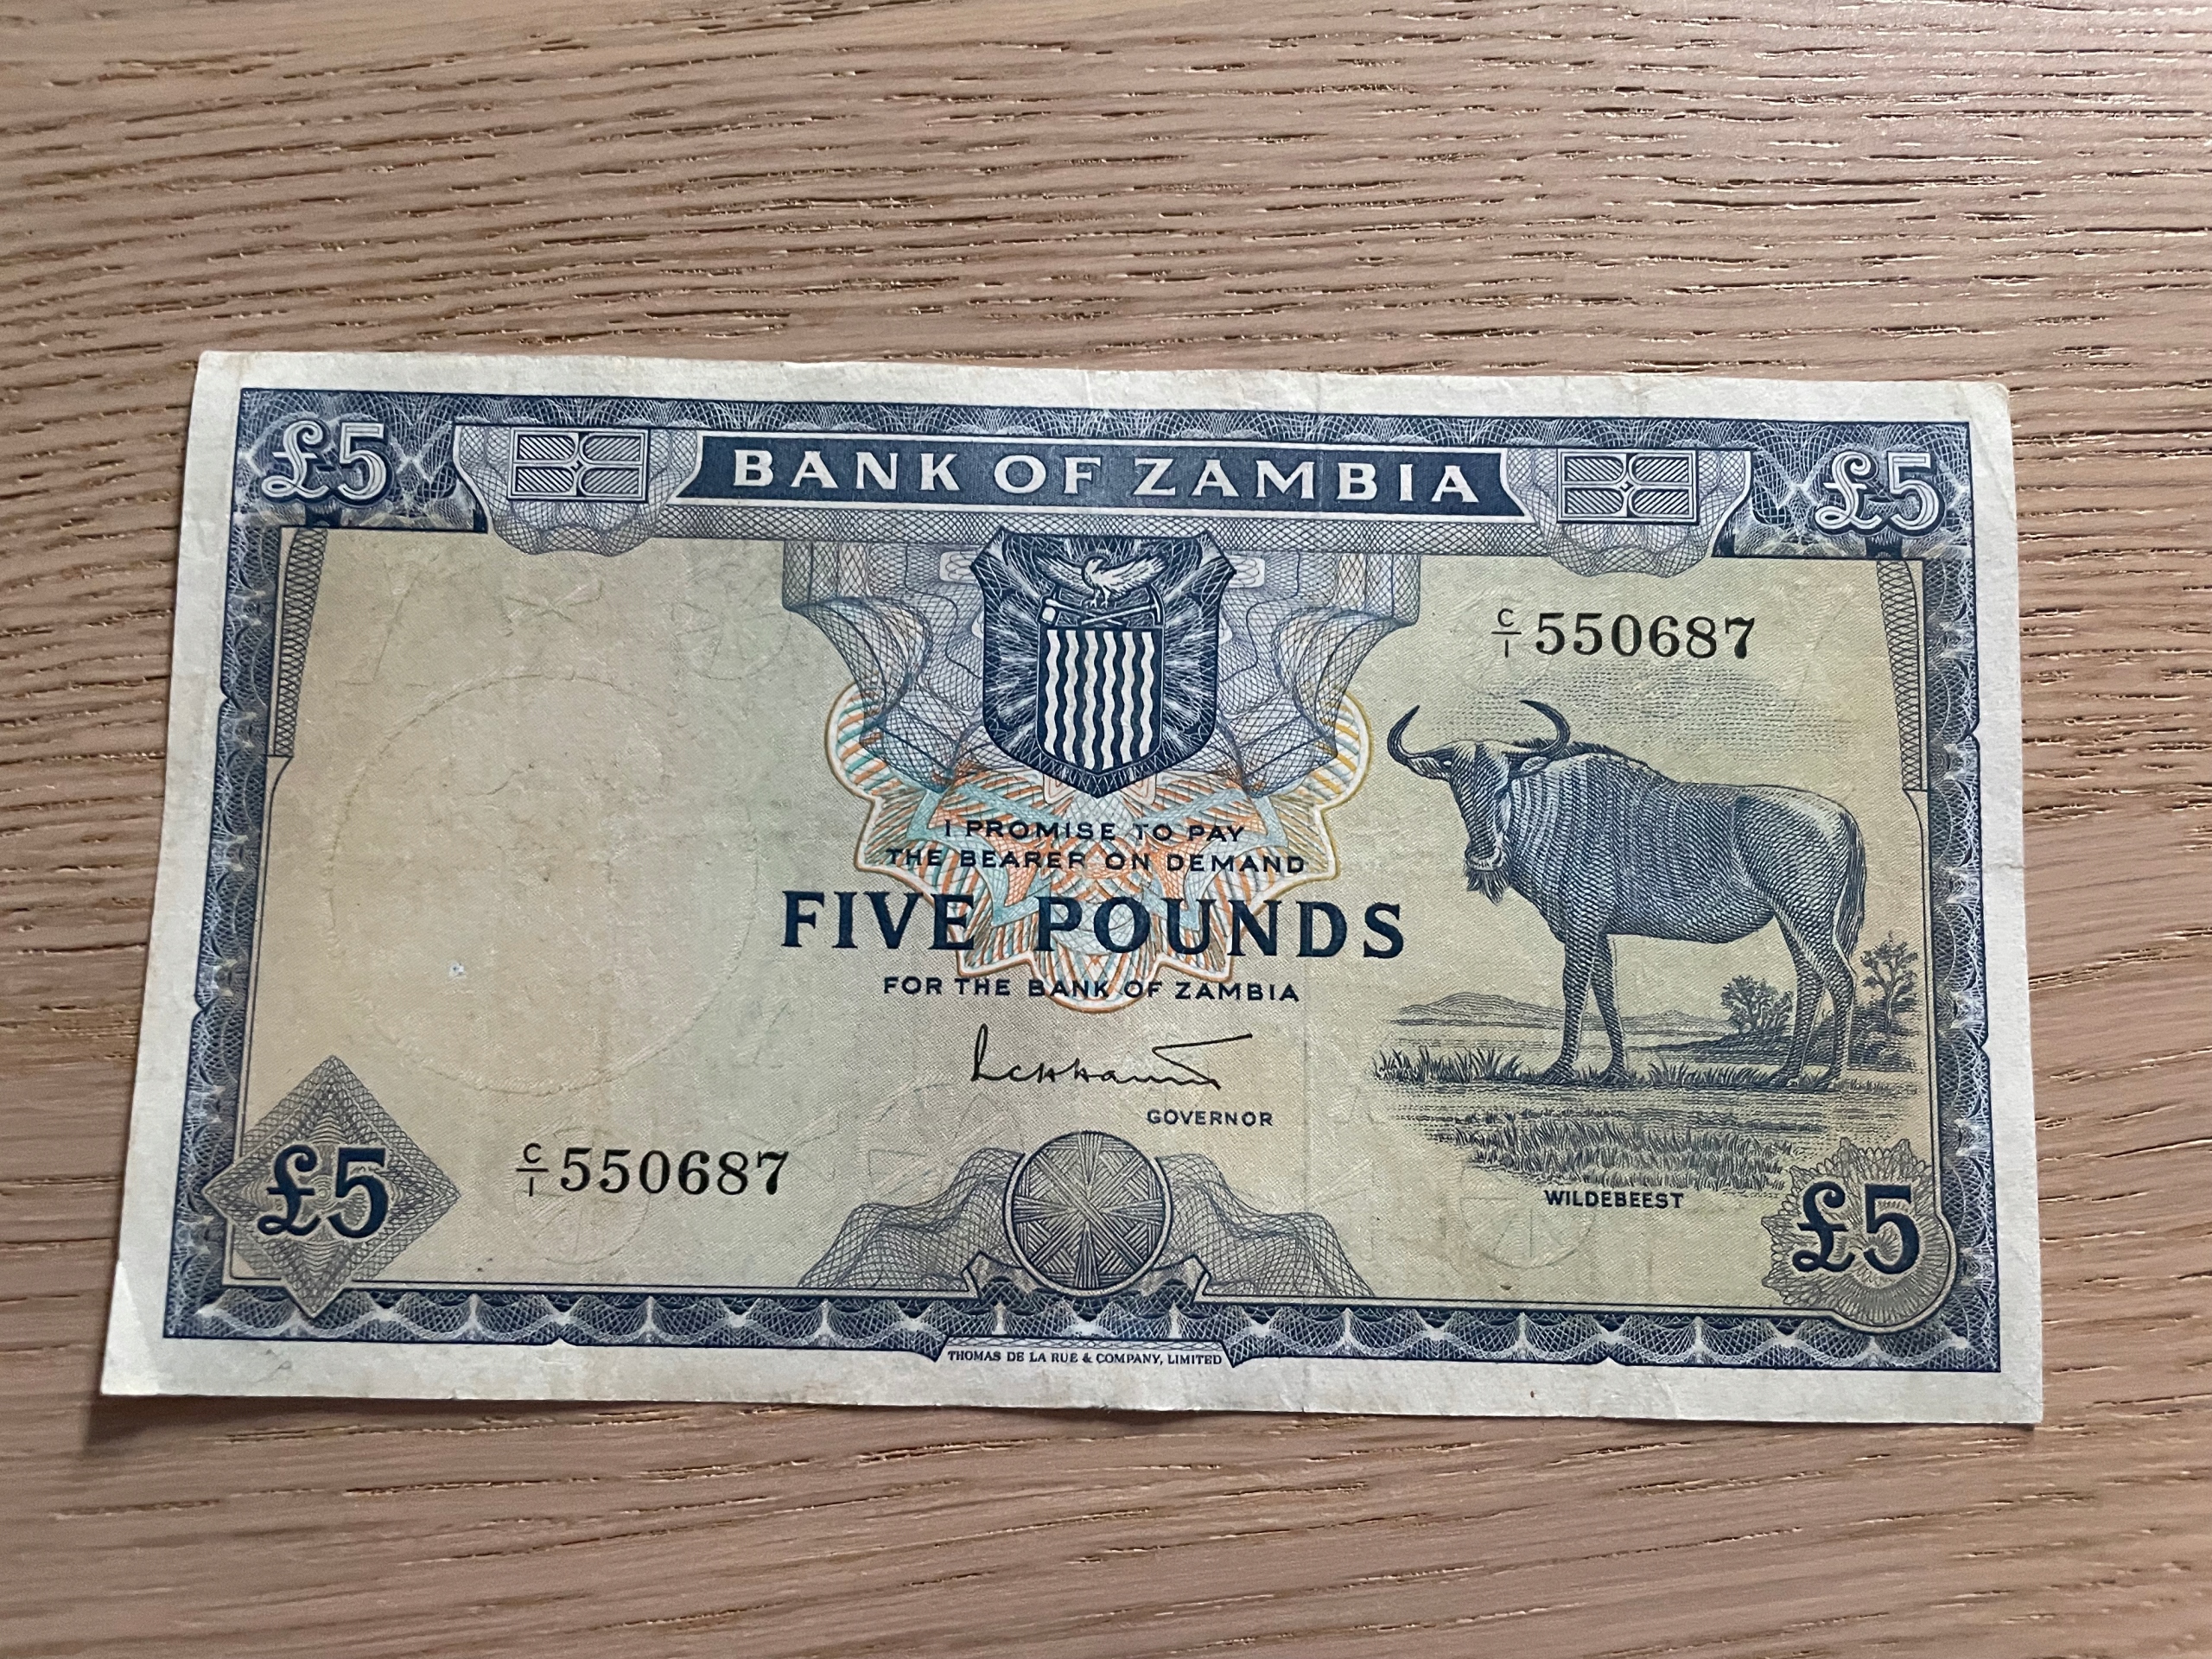 £5 BANK OF ZAMBIA £5
C/1 550687
I PROMISE TO PAY
THE BEARER ON DEMAND
FIVE POUNDS
FOR THE BANK OF ZAMBIA
GOVERNOR
C/1 550687
WILDEBEEST
£5 £5
THOMAS DE LA RUE & COMPANY, LIMITED